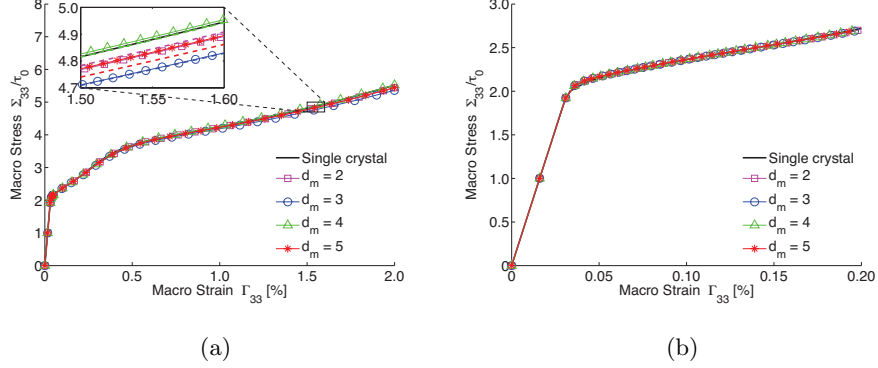 8
7
6
5
4
3
2
1
0
Macro Stress Σ33/τ0
5.0
4.9
4.8
4.7
1.50
1.55
1.60
Single crystal
dm = 2
dm = 3
dm = 4
dm = 5
0
0.5
1.0
1.5
2.0
Macro Strain Γ33 [%]
(a)
3.0
2.5
2.0
1.5
1.0
0.5
0
Macro Stress Σ33/τ0
Single crystal
dm = 2
dm = 3
dm = 4
dm = 5
0
0.05
0.10
0.15
0.20
Macro Strain Γ33 [%]
(b)